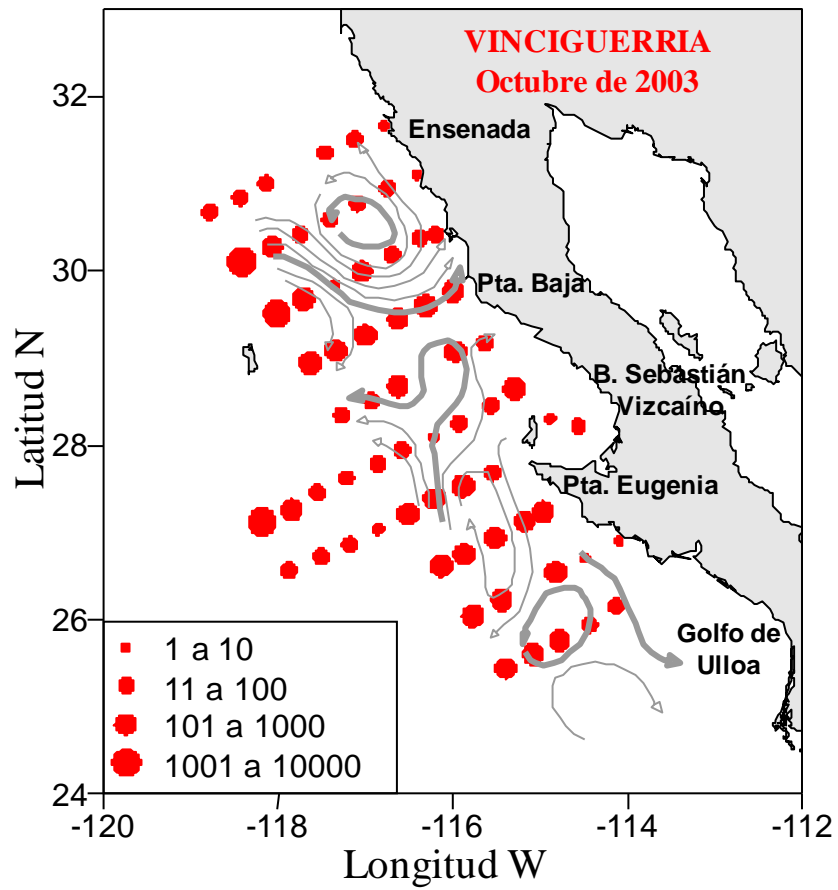 VINCIGUERRIA
Octubre de 2003
32
Ensenada
30
Pta. Baja
Latitud N
B. Sebastián
Vizcaíno
28
Pta. Eugenia
26
Golfo de
Ulloa
1 a 10
11 a 100
101 a 1000
1001 a 10000
24
-120
-118
-116
-114
-112
Longitud W